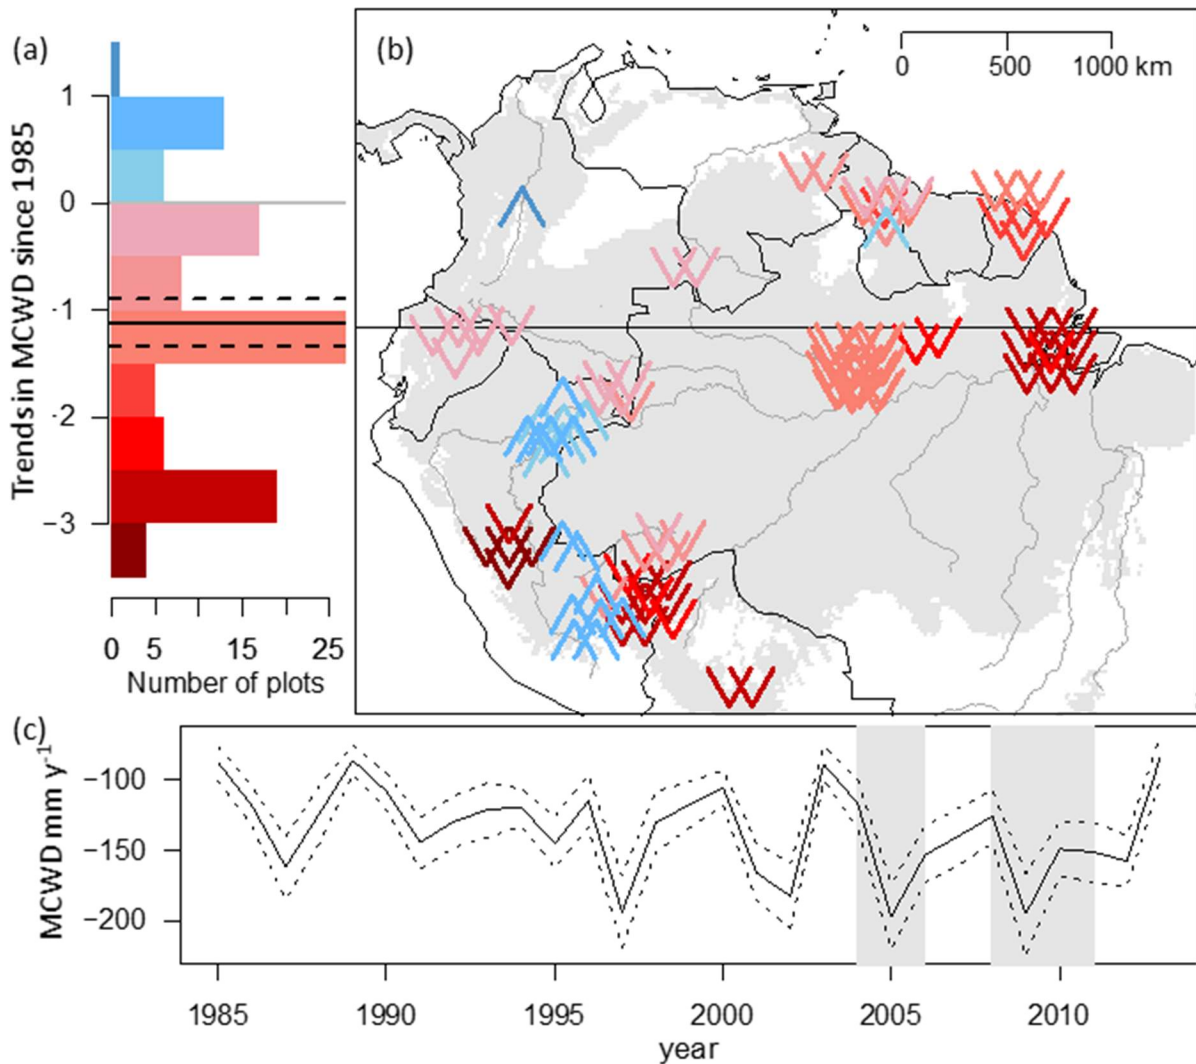 (a)
Trends in MCWD since 1985
1
0
−1
−2
−3
0 5 15 25
Number of plots
(b)
0 500 1000 km
(c)
MCWD mm y-1
−100
−150
−200
1985 1990 1995 2000 2005 2010
year